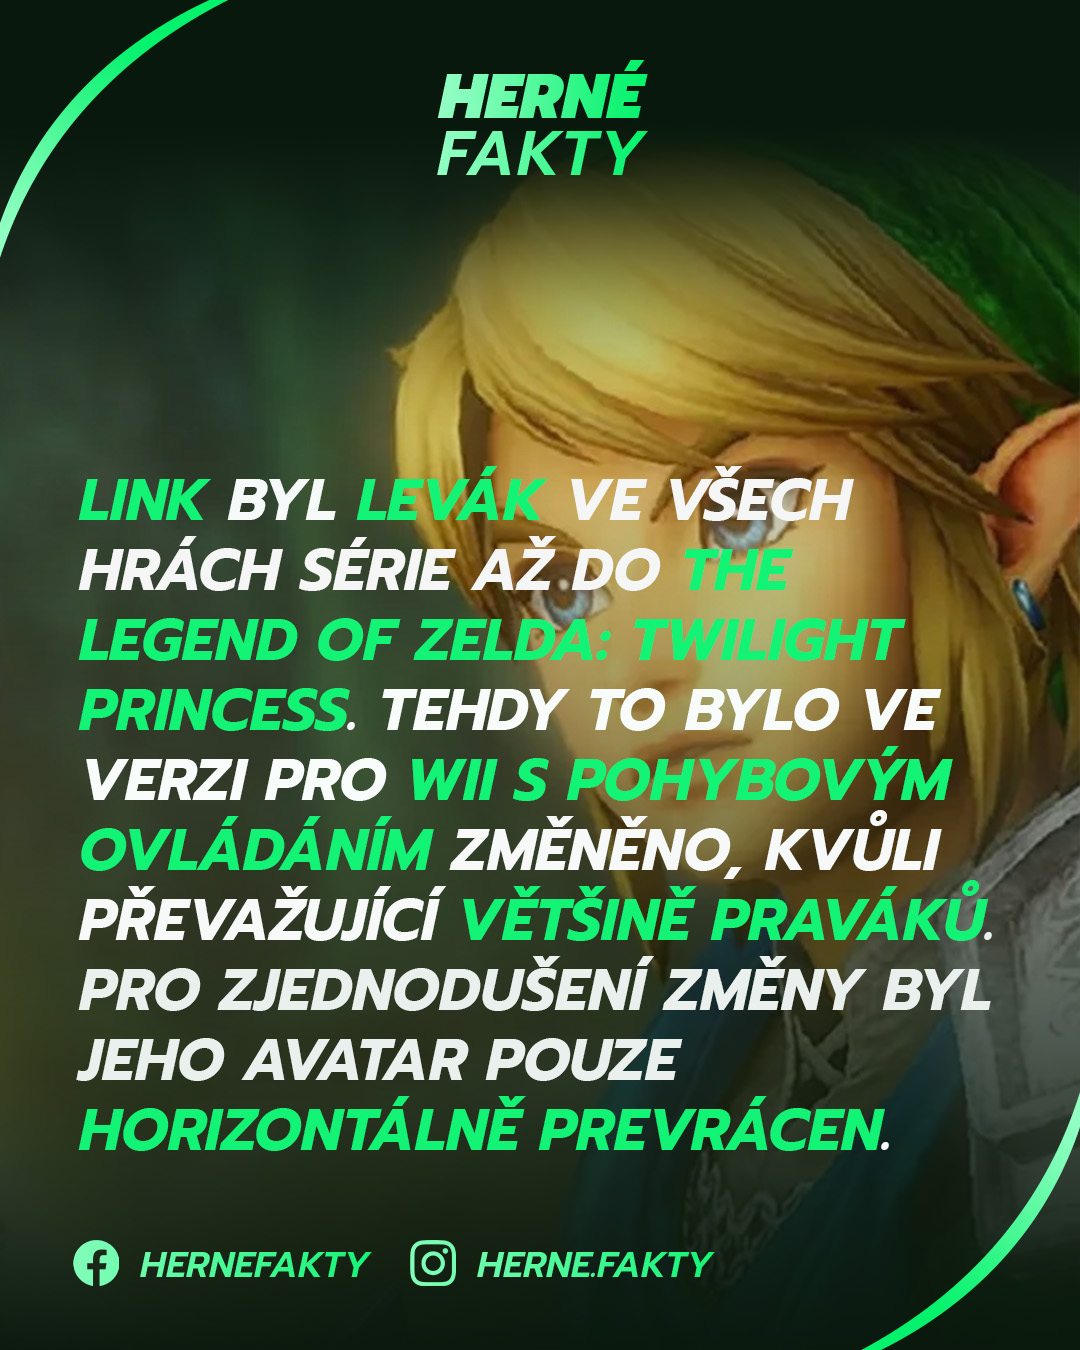 HERNÉ
FAKTY
LINK BYL LEVÁK VE VŠECH
HRÁCH SÉRIE AŽ DO THE
LEGEND OF ZELDA: TWILIGHT
PRINCESS. TEHDY TO BYLO VE
VERZI PRO WII S POHYBOVÝM
OVLÁDÁNÍM ZMĚNĚNO, KVŮLI
PŘEVAŽUJÍCÍ VĚTŠINĚ PRAVÁKŮ.
PRO ZJEDNODUŠENÍ ZMĚNY BYL
JEHO AVATAR POUZE
HORIZONTÁLNĚ PREVRÁCEN.
HERNEFAKTY HERNE.FAKTY